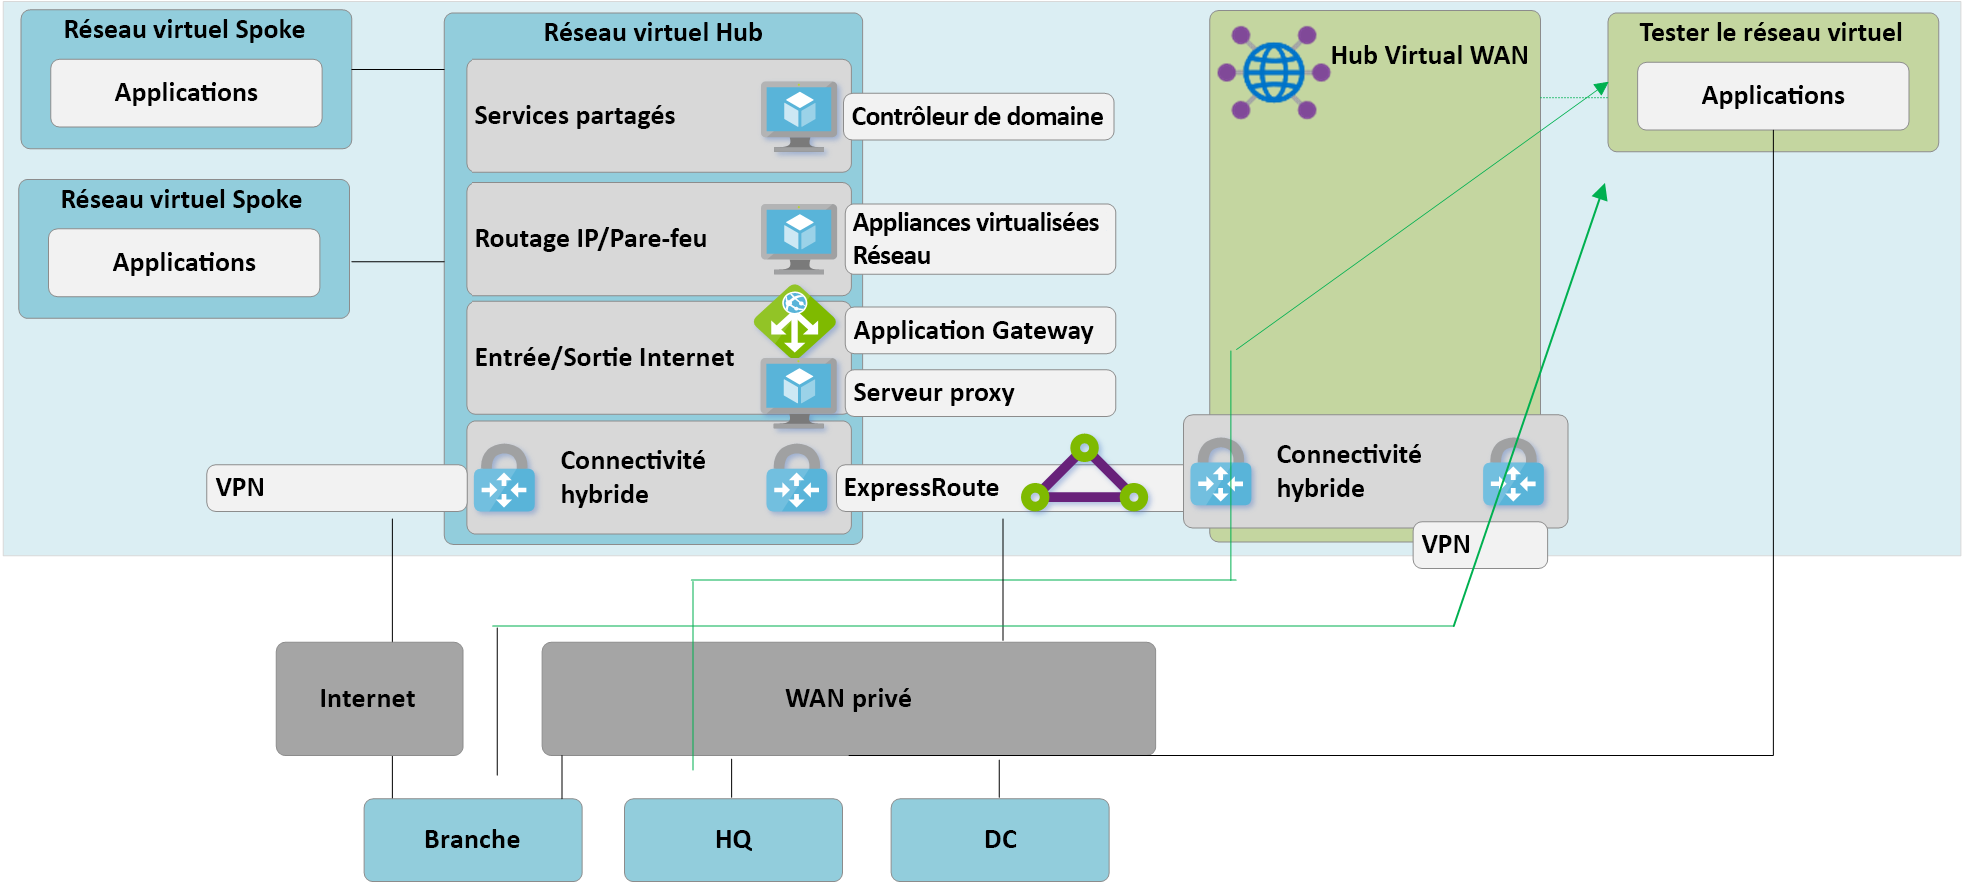 Réseau virtuel Spoke
Applications
Réseau virtuel Spoke
Applications
Réseau virtuel Hub
Services partagés
Contrôleur de domaine
Routage IP/Pare-feu
Appliances virtualisées
Réseau
Entrée/Sortie Internet
Application Gateway
Serveur proxy
VPN
Connectivité
hybride
ExpressRoute
Hub Virtual WAN
Connectivité
hybride
VPN
Tester le réseau virtuel
Applications
Internet
WAN privé
Branche
HQ
DC